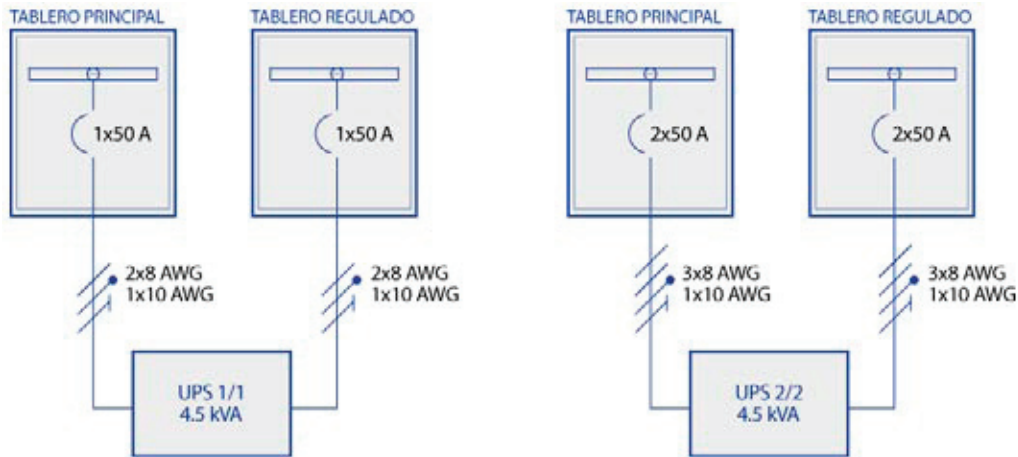 TABLERO PRINCIPAL
TABLERO REGULADO
1x50 A
1x50 A
2x8 AWG
1x10 AWG
2x8 AWG
1x10 AWG
UPS 1/1
4.5 kVA
TABLERO PRINCIPAL
TABLERO REGULADO
2x50 A
2x50 A
3x8 AWG
1x10 AWG
3x8 AWG
1x10 AWG
UPS 2/2
4.5 kVA